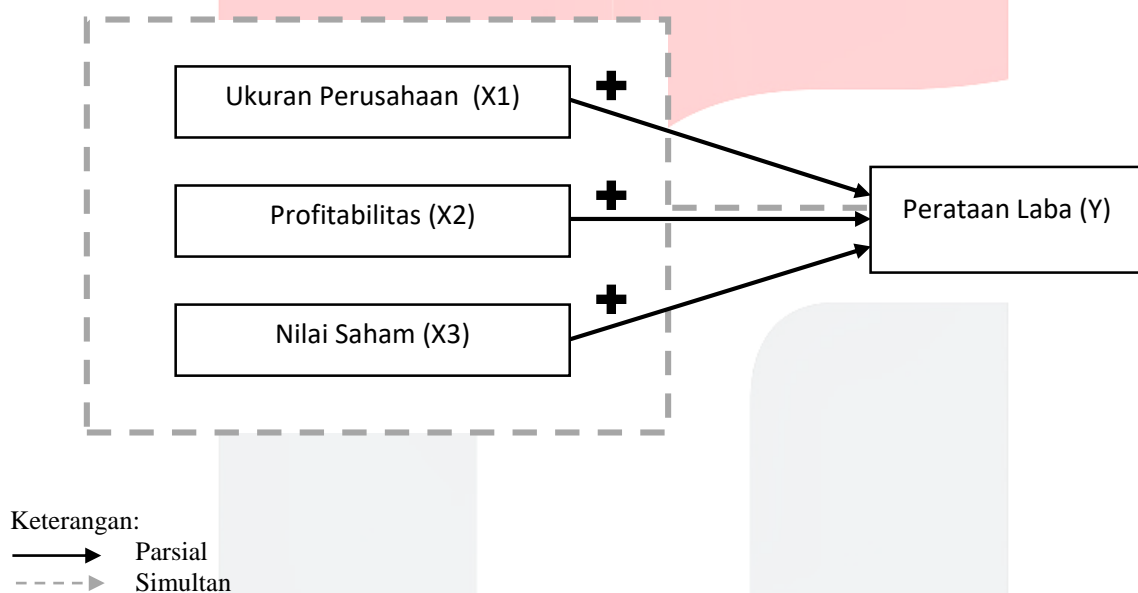 Ukuran Perusahaan (X1)
+
Profitabilitas (X2)
+
Perataan Laba (Y)
Nilai Saham (X3)
+
Keterangan:
Parsial
Simultan